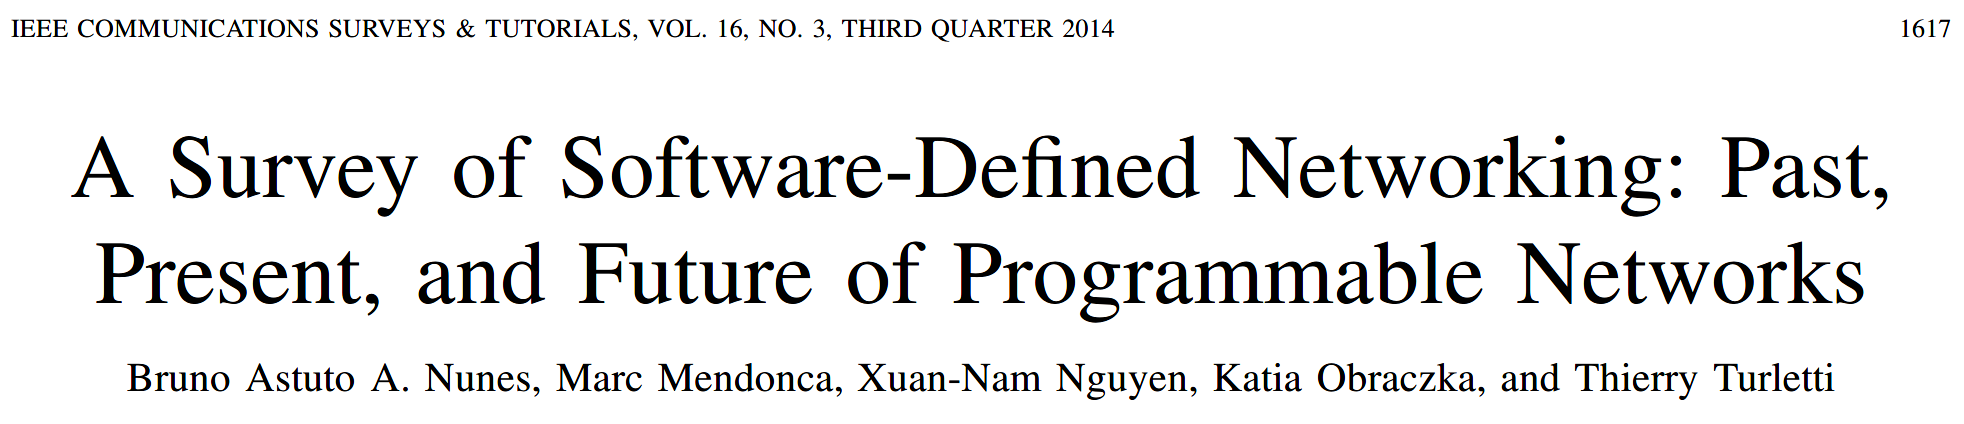 IEEE COMMUNICATIONS SURVEYS & TUTORIALS, VOL. 16, NO. 3, THIRD QUARTER 2014 1617
A Survey of Software-Defined Networking: Past,
Present, and Future of Programmable Networks
Bruno Astuto A. Nunes, Marc Mendonca, Xuan-Nam Nguyen, Katia Obraczka, and Thierry Turletti